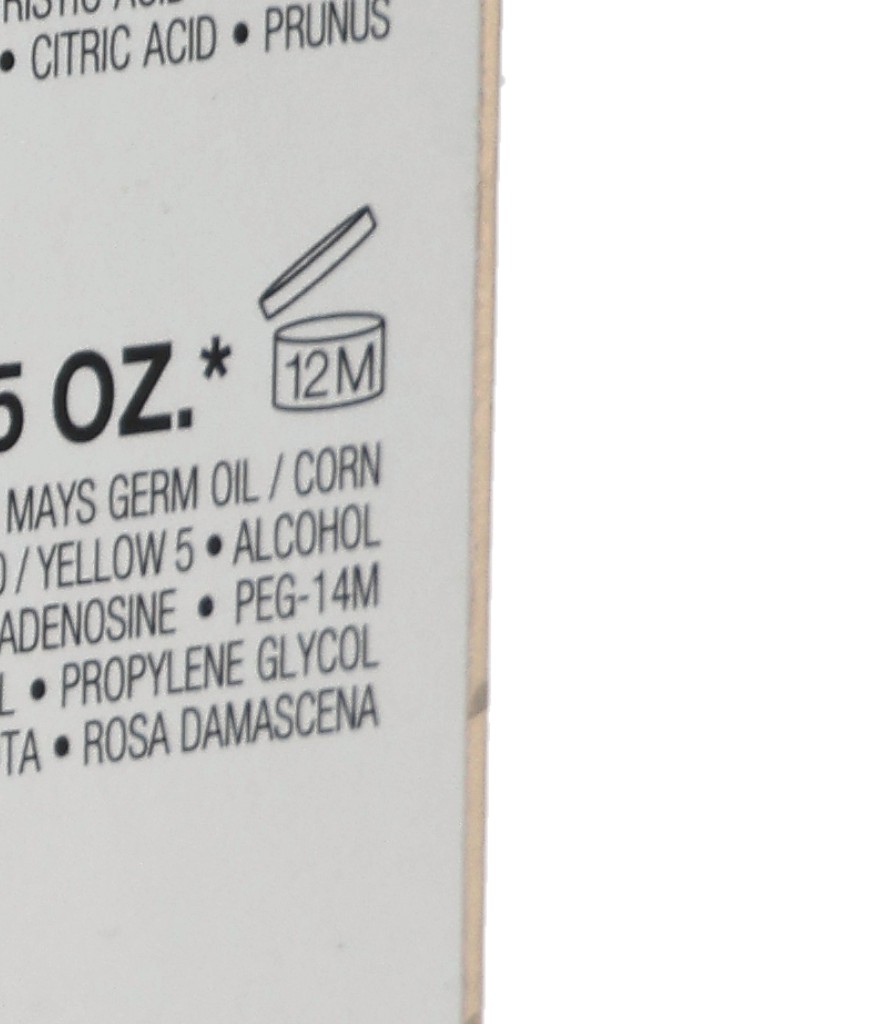 • CITRIC ACID • PRUNUS
5 OZ.*
12M
MAYS GERM OIL / CORN
/ YELLOW 5 • ALCOHOL
ADENOSINE • PEG-14M
• PROPYLENE GLYCOL
• ROSA DAMASCENA